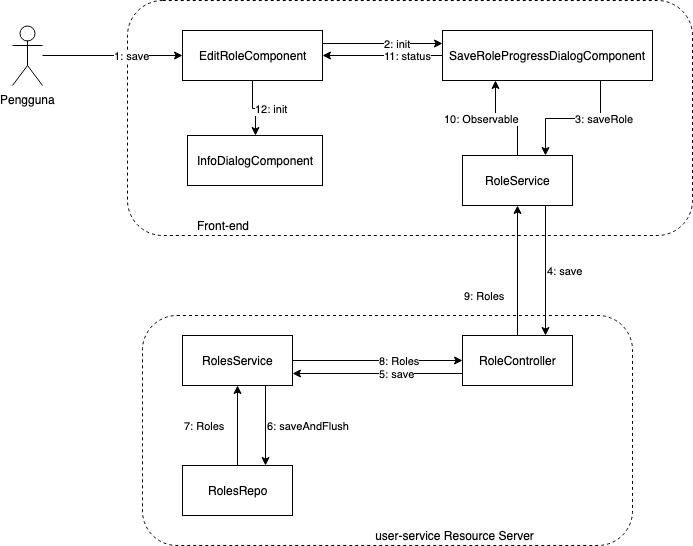 1: save
EditRoleComponent
2: init
11: status
SaveRoleProgressDialogComponent
Pengguna
12: init
10: Observable
3: saveRole
InfoDialogComponent
RoleService
Front-end
4: save
9: Roles
RolesService
8: Roles
5: save
RoleController
7: Roles
6: saveAndFlush
RolesRepo
user-service Resource Server